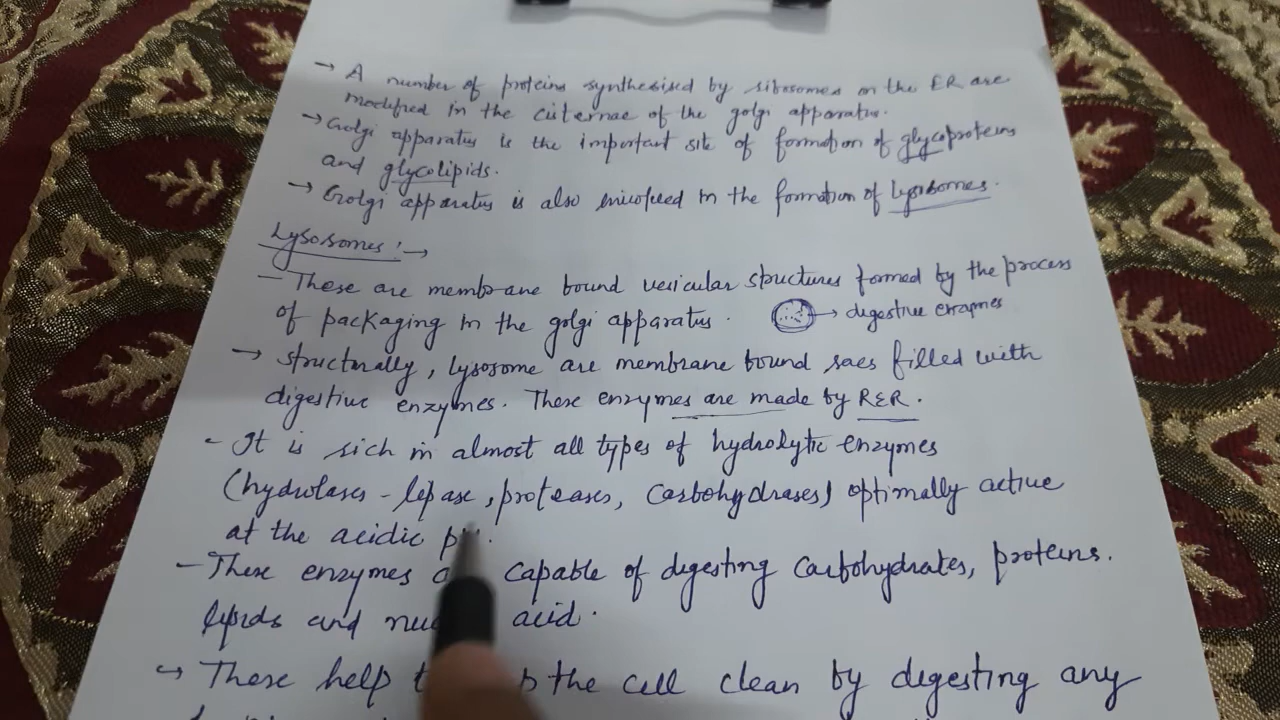 → A number of proteins synthesised by ribosomes on the ER are
modified in the cisternae of the golgi apparatus.
→ Golgi apparatus is the important site of formation of glycoproteins
and glycolipids.
→ Golgi apparatus is also involved in the formation of lysosomes.
Lysosomes :→
- These are membrane bound vesicular structures formed by the process
of packaging in the golgi apparatus. → digestive enzymes
→ structurally, lysosome are membrane bound sacs filled with
digestive enzymes. These enzymes are made by RER.
- It is rich in almost all types of hydrolytic enzymes
(hydrolases - lipase, proteases, carbohydrases) optimally active
at the acidic
- These enzymes capable of digesting carbohydrates, proteins.
lipids and acid.
→ These help the cell clean by digesting any